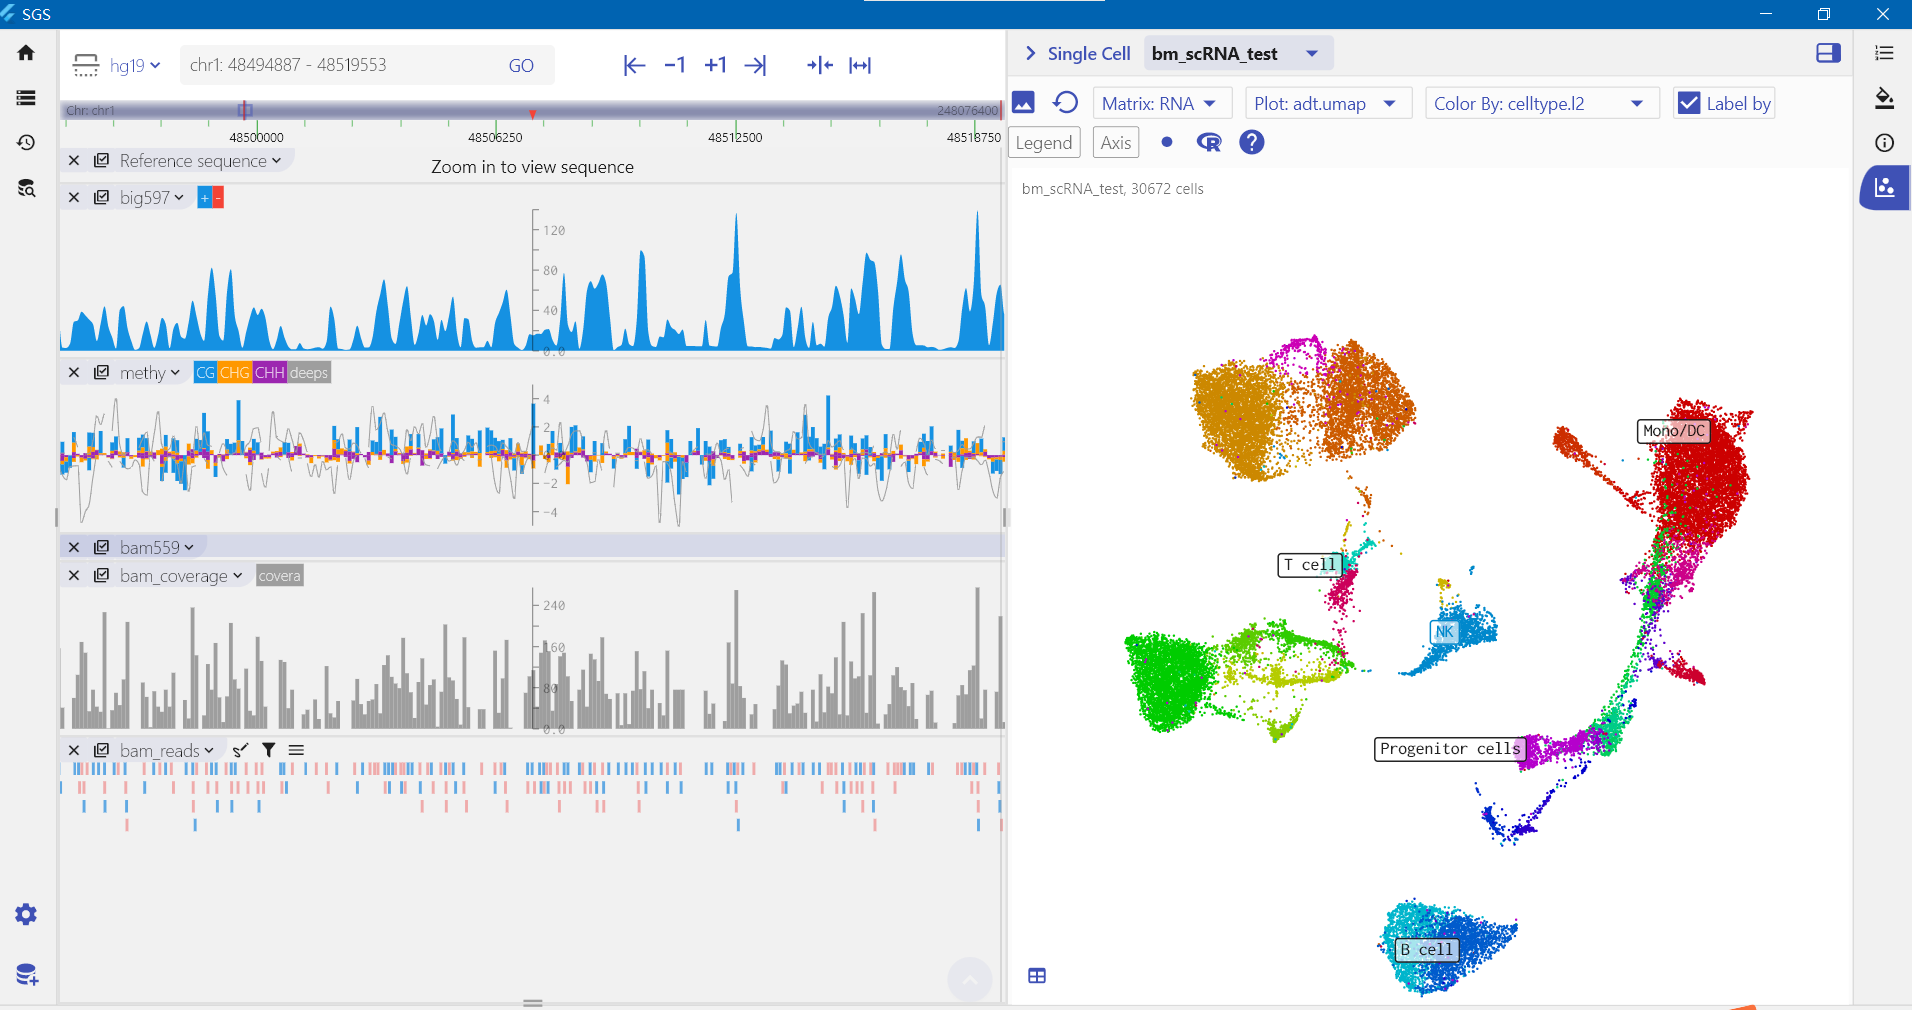 SGS
hg19
chr1: 48494887 - 48519553
GO
−1
+1
Chr: chr1
248076400
48500000
48506250
48512500
48518750
Reference sequence
Zoom in to view sequence
big597
+
-
120
80
40
0.0
methy
CG
CHG
CHH
deeps
4
2
−2
−4
bam559
bam_coverage
covera
240
160
80
0.0
bam_reads
Single Cell
bm_scRNA_test
Matrix: RNA
Plot: adt.umap
Color By: celltype.l2
Label by
Legend
Axis
R
?
bm_scRNA_test, 30672 cells
Mono/DC
T cell
NK
Progenitor cells
B cell